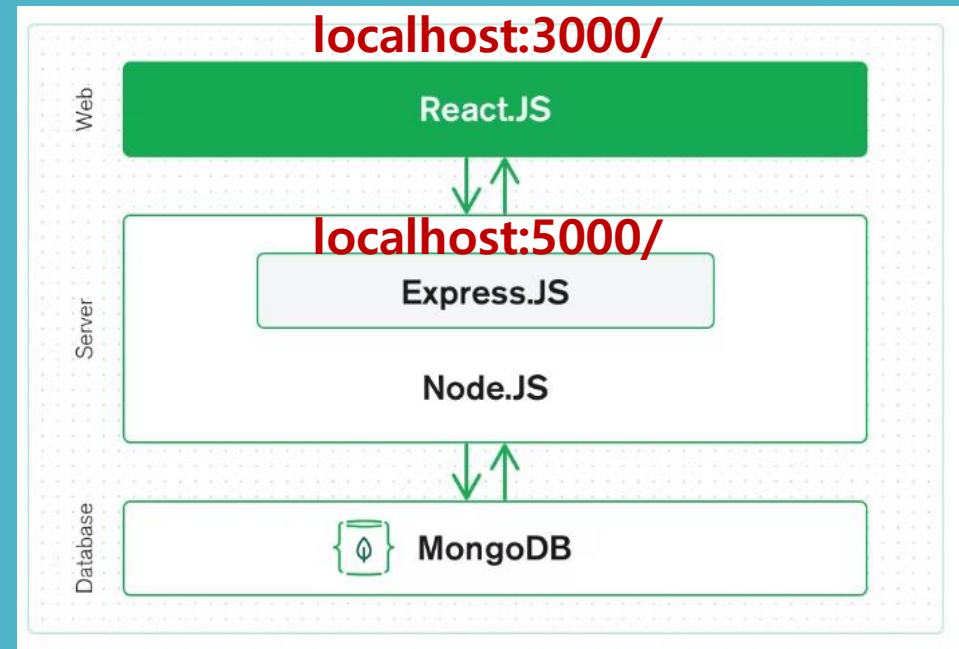 localhost:3000/
Web
React.JS
localhost:5000/
Express.JS
Server
Node.JS
Database
MongoDB